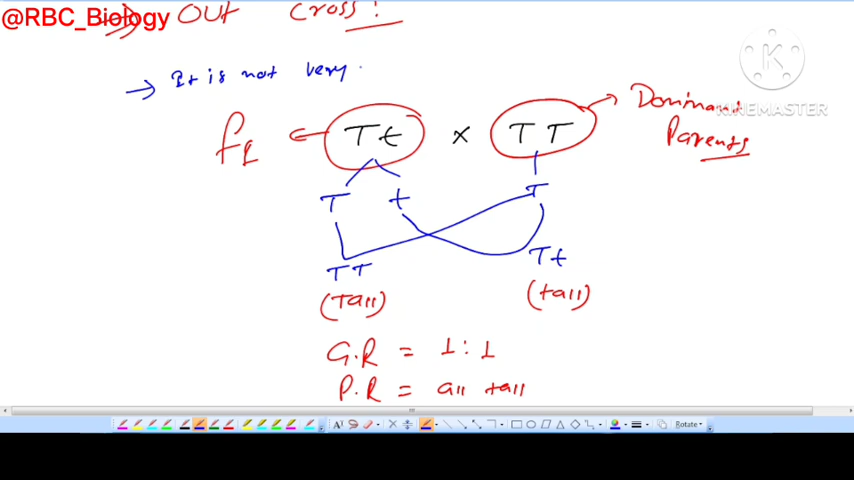 @RBC_Biology
⇒ Out Cross :
→ It is not very
K
KINEMASTER
F1 ← Tt × TT → Dominant Parents
T t T
TT Tt
(Tall) (tall)
G.R = 1:1
P.R = all tall
Rotate